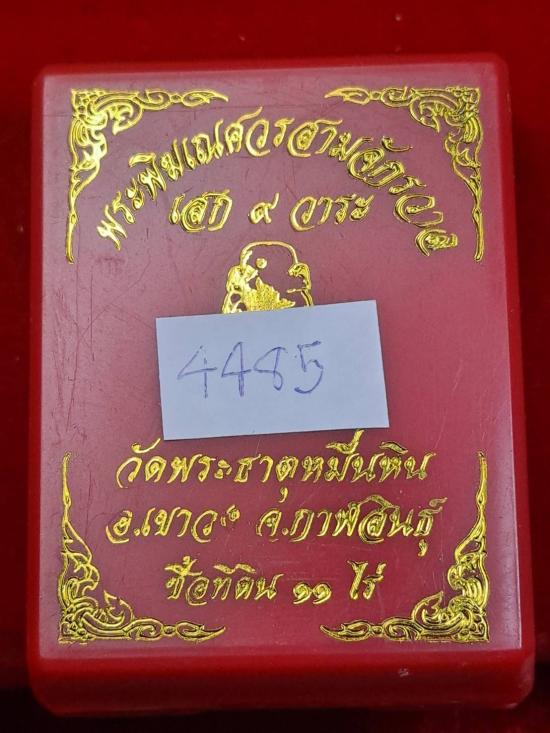 พระพิฆเณศวรสามจักรวาล
เสก ๙ วาระ
4485
วัดพระธาตุหมื่นหิน
อ.เขาวง จ.กาฬสินธุ์
ซื้อที่ดิน ๑๑ ไร่